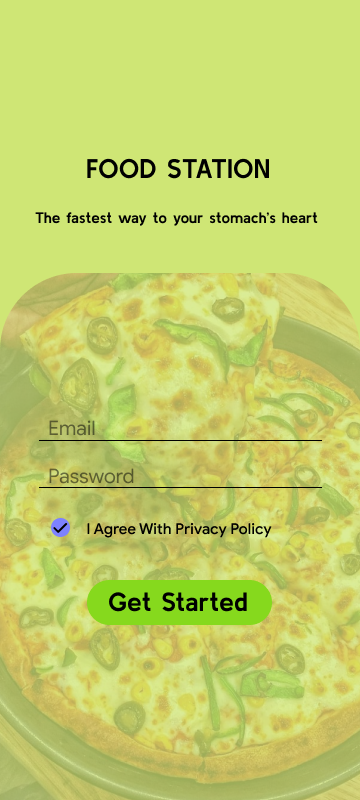 FOOD STATION
The fastest way to your stomach's heart
Email
Password
I Agree With Privacy Policy
Get Started